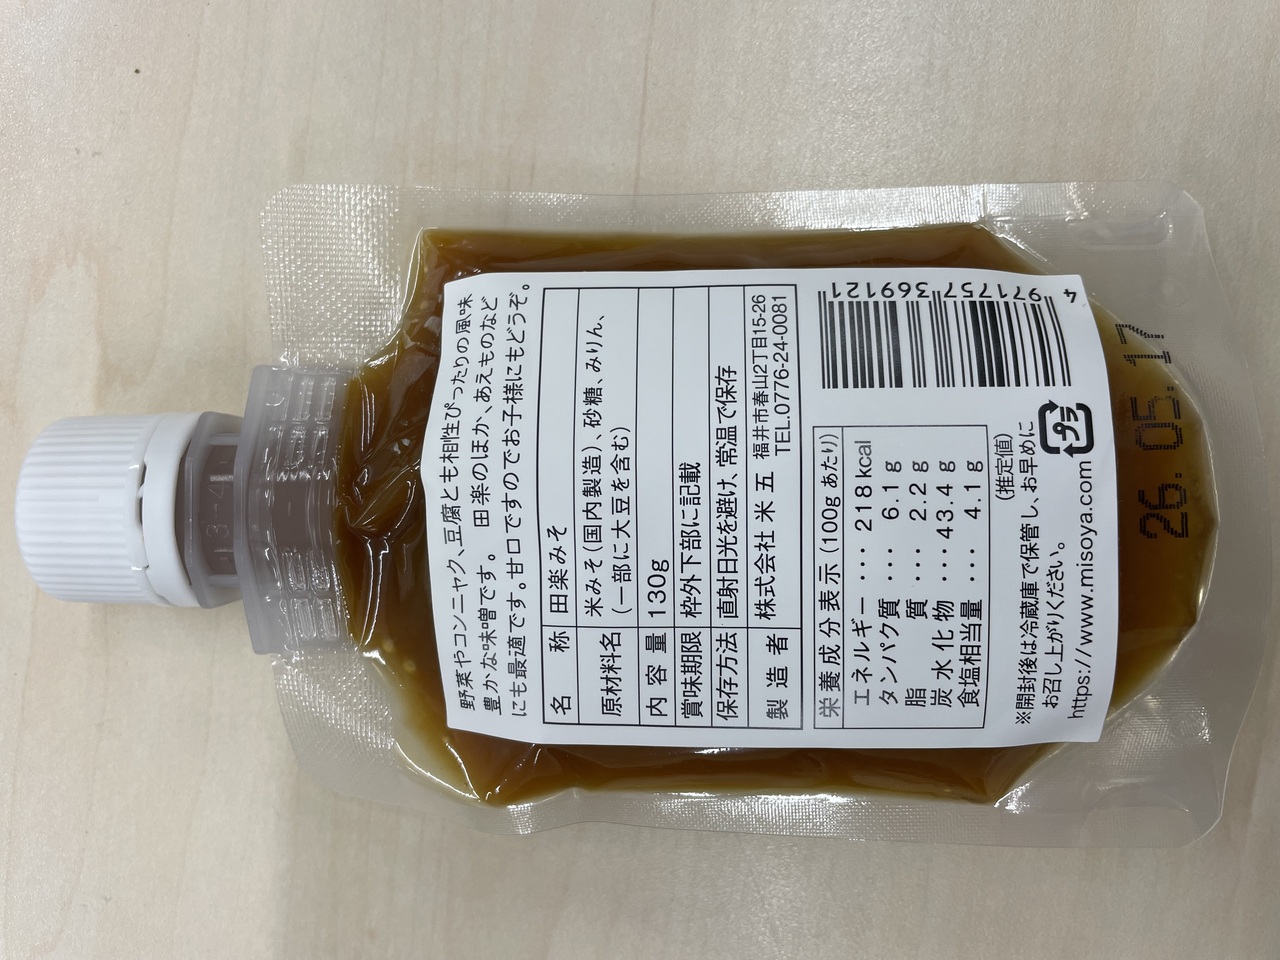 野菜やコンニャク、豆腐とも相性ぴったりの風味
豊かな味噌です。 田楽のほか、あえものなど
にも最適です。甘口ですのでお子様にもどうぞ。
名称 田楽みそ
原材料名 米みそ(国内製造)、砂糖、みりん、
(一部に大豆を含む)
内容量 130g
賞味期限 枠外下部に記載
保存方法 直射日光を避け、常温で保存
製造者 株式会社 米五 福井市春山2丁目15-26
TEL.0776-24-0081
栄養成分表示(100gあたり)
エネルギー … 218kcal
タンパク質 … 6.1g
脂質 … 2.2g
炭水化物 … 43.4g
食塩相当量 … 4.1g
(推定値)
※開封後は冷蔵庫で保管し、お早めに
お召し上がりください。
https://www.misoya.com
プラ
4 971757 369121
26.05.17